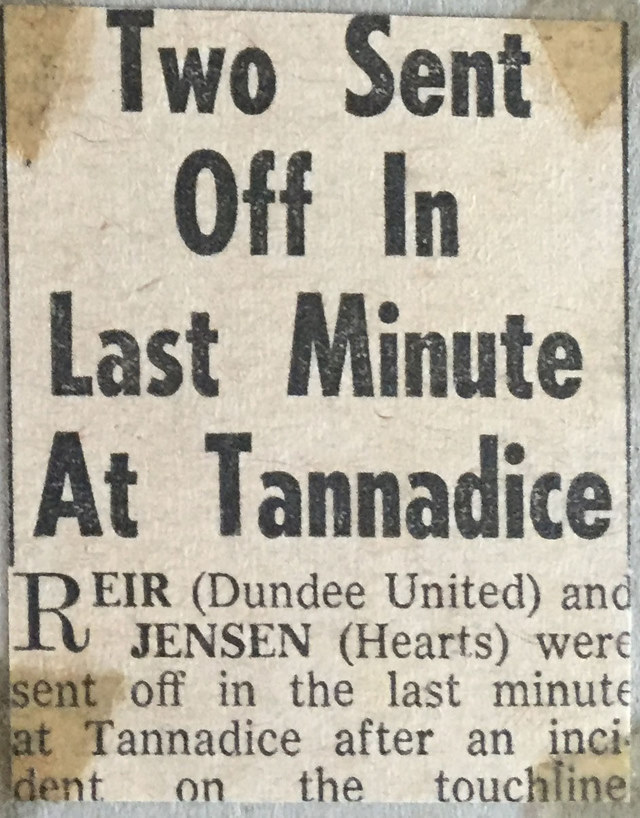 Two Sent
Off In
Last Minute
At Tannadice
REIR (Dundee United) and
JENSEN (Hearts) were
sent off in the last minute
at Tannadice after an inci-
dent on the touchline